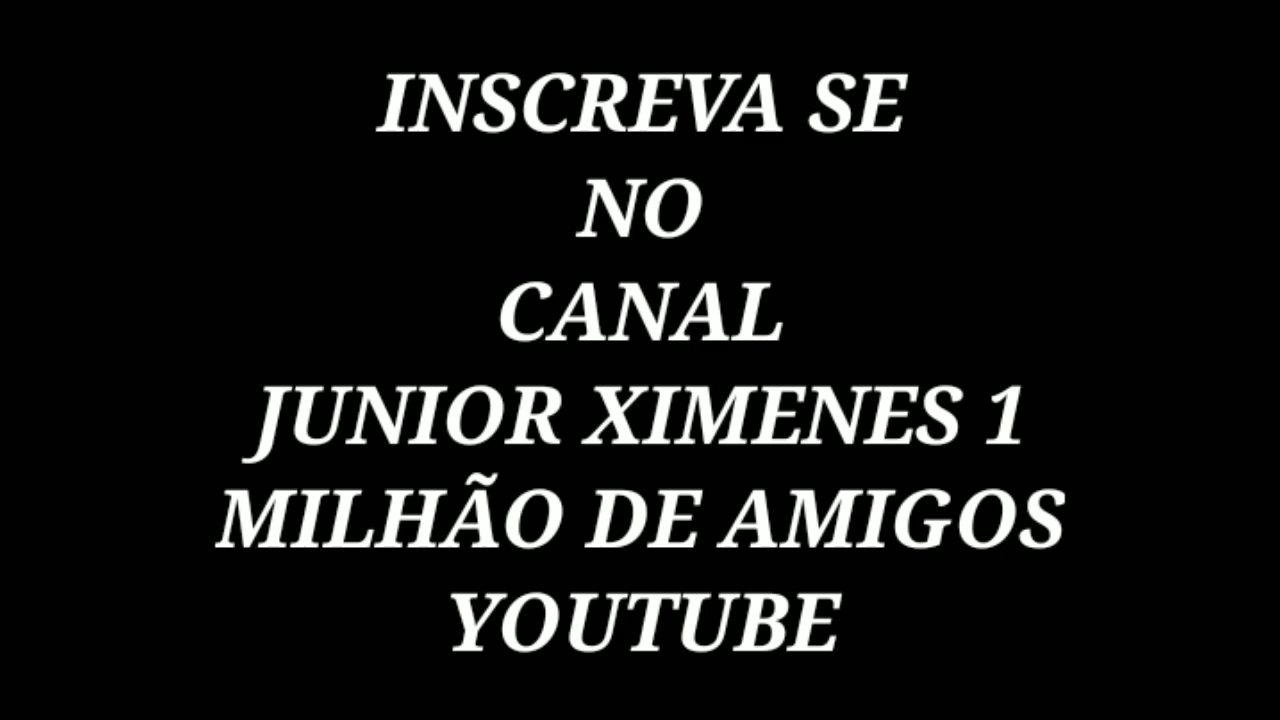 INSCREVA SE
NO
CANAL
JUNIOR XIMENES 1
MILHÃO DE AMIGOS
YOUTUBE